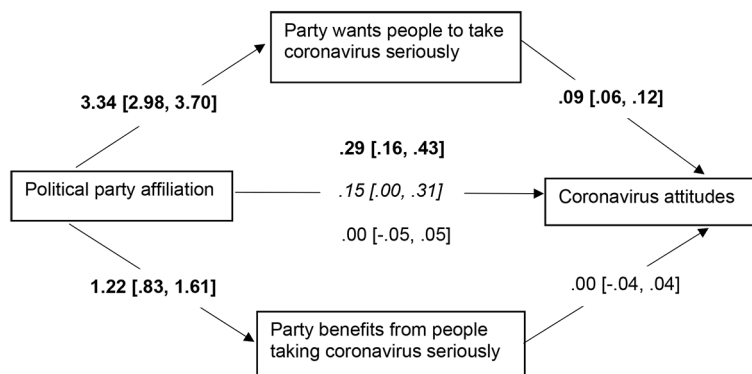 Party wants people to take
coronavirus seriously
3.34 [2.98, 3.70]
.09 [.06, .12]
.29 [.16, .43]
Political party affiliation
.15 [.00, .31]
Coronavirus attitudes
.00 [-.05, .05]
1.22 [.83, 1.61]
.00 [-.04, .04]
Party benefits from people
taking coronavirus seriously